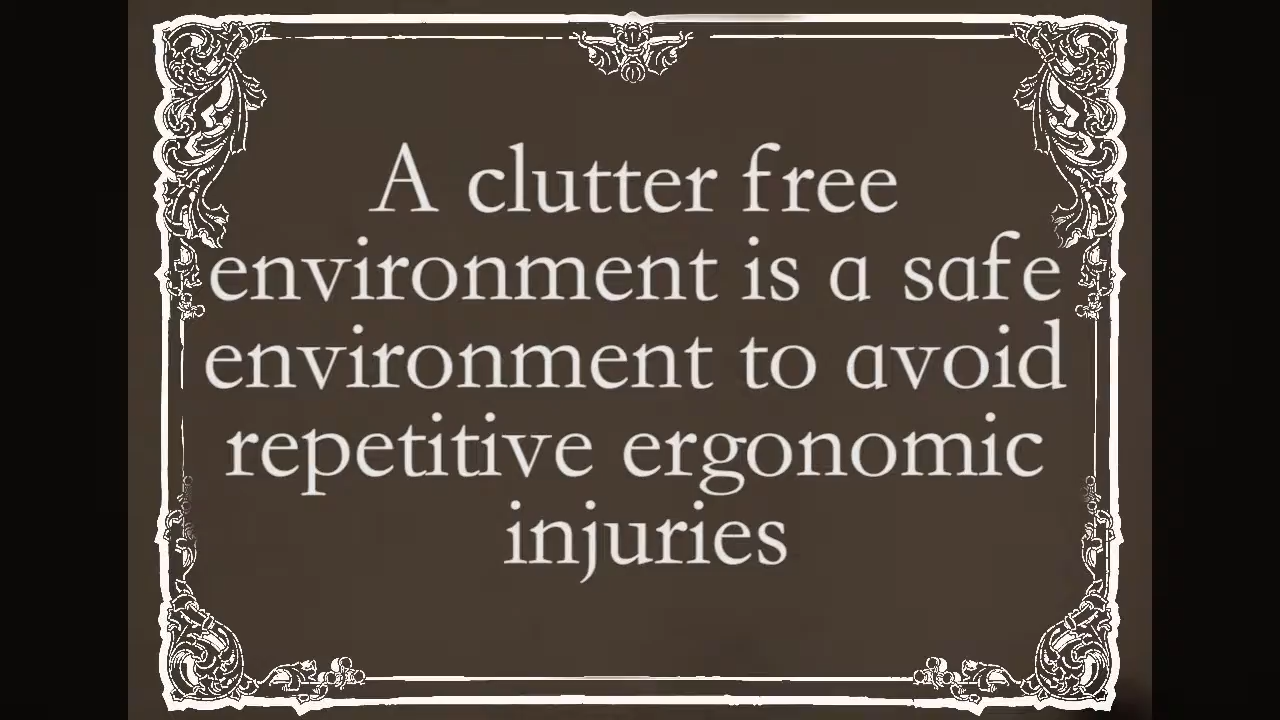 A clutter free
environment is a safe
environment to avoid
repetitive ergonomic
injuries